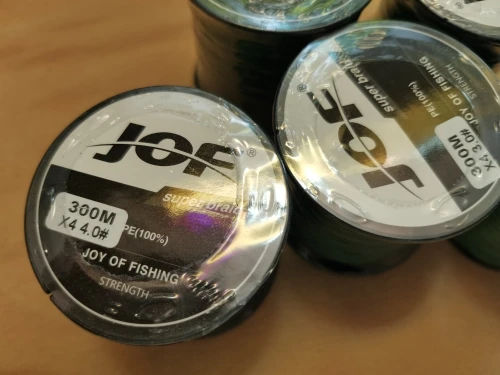 JOF®
super braid
300M
X4 4.0#
PE(100%)
JOY OF FISHING
STRENGTH
JOF
super braid
PE(100%)
JOY OF FISHING
STRENGTH
300M
X4 3.0#